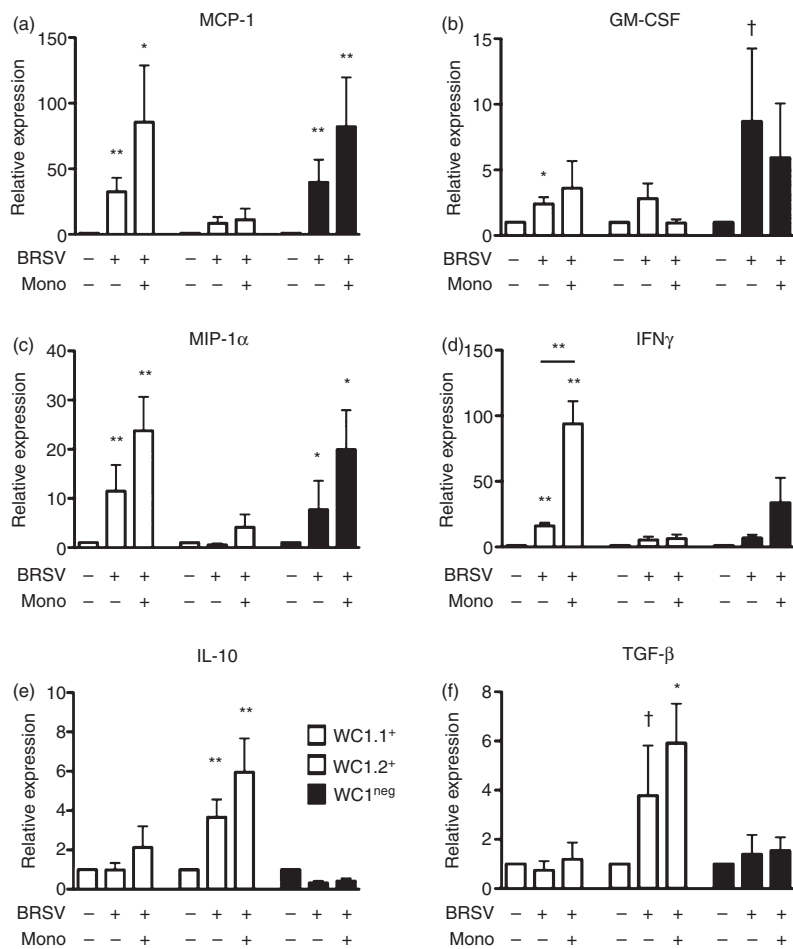 (a) MCP-1
Relative expression
150
100
50
0
** * ** **
BRSV − + + − + + − + +
Mono − − + − − + − − +
(b) GM-CSF
Relative expression
15
10
5
0
* †
BRSV − + + − + + − + +
Mono − − + − − + − − +
(c) MIP-1α
Relative expression
40
30
20
10
0
** ** * *
BRSV − + + − + + − + +
Mono − − + − − + − − +
(d) IFNγ
Relative expression
150
100
50
0
** ** **
BRSV − + + − + + − + +
Mono − − + − − + − − +
(e) IL-10
Relative expression
10
8
6
4
2
0
** **
WC1.1⁺
WC1.2⁺
WC1ⁿᵉᵍ
BRSV − + + − + + − + +
Mono − − + − − + − − +
(f) TGF-β
Relative expression
8
6
4
2
0
† *
BRSV − + + − + + − + +
Mono − − + − − + − − +